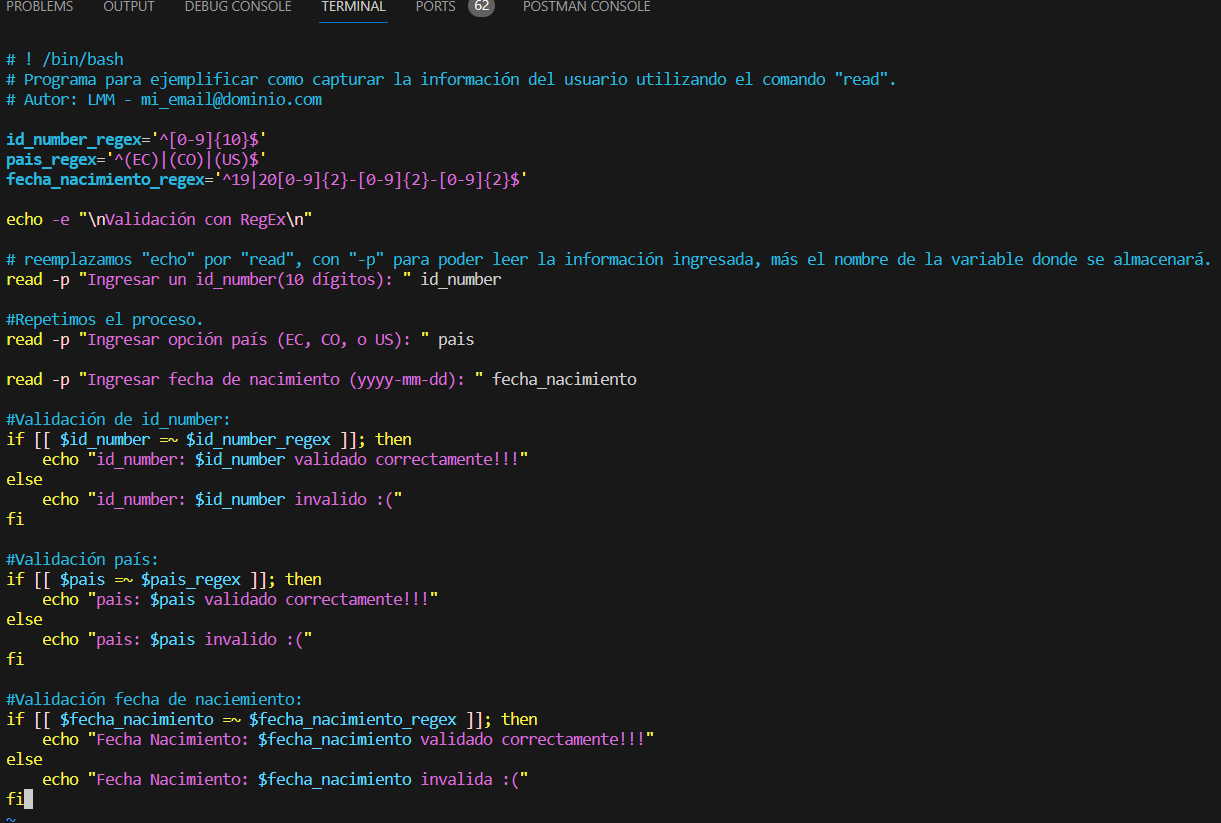 PROBLEMS OUTPUT DEBUG CONSOLE TERMINAL PORTS 62 POSTMAN CONSOLE
# ! /bin/bash
# Programa para ejemplificar como capturar la información del usuario utilizando el comando "read".
# Autor: LMM - mi_email@dominio.com
id_number_regex='^[0-9]{10}$'
pais_regex='^(EC)|(CO)|(US)$'
fecha_nacimiento_regex='^19|20[0-9]{2}-[0-9]{2}-[0-9]{2}$'
echo -e "\nValidación con RegEx\n"
# reemplazamos "echo" por "read", con "-p" para poder leer la información ingresada, más el nombre de la variable donde se almacenará.
read -p "Ingresar un id_number(10 dígitos): " id_number
#Repetimos el proceso.
read -p "Ingresar opción país (EC, CO, o US): " pais
read -p "Ingresar fecha de nacimiento (yyyy-mm-dd): " fecha_nacimiento
#Validación de id_number:
if [[ $id_number =~ $id_number_regex ]]; then
    echo "id_number: $id_number validado correctamente!!!"
else
    echo "id_number: $id_number invalido :("
fi
#Validación país:
if [[ $pais =~ $pais_regex ]]; then
    echo "pais: $pais validado correctamente!!!"
else
    echo "pais: $pais invalido :("
fi
#Validación fecha de naciemiento:
if [[ $fecha_nacimiento =~ $fecha_nacimiento_regex ]]; then
    echo "Fecha Nacimiento: $fecha_nacimiento validado correctamente!!!"
else
    echo "Fecha Nacimiento: $fecha_nacimiento invalida :("
fi
~